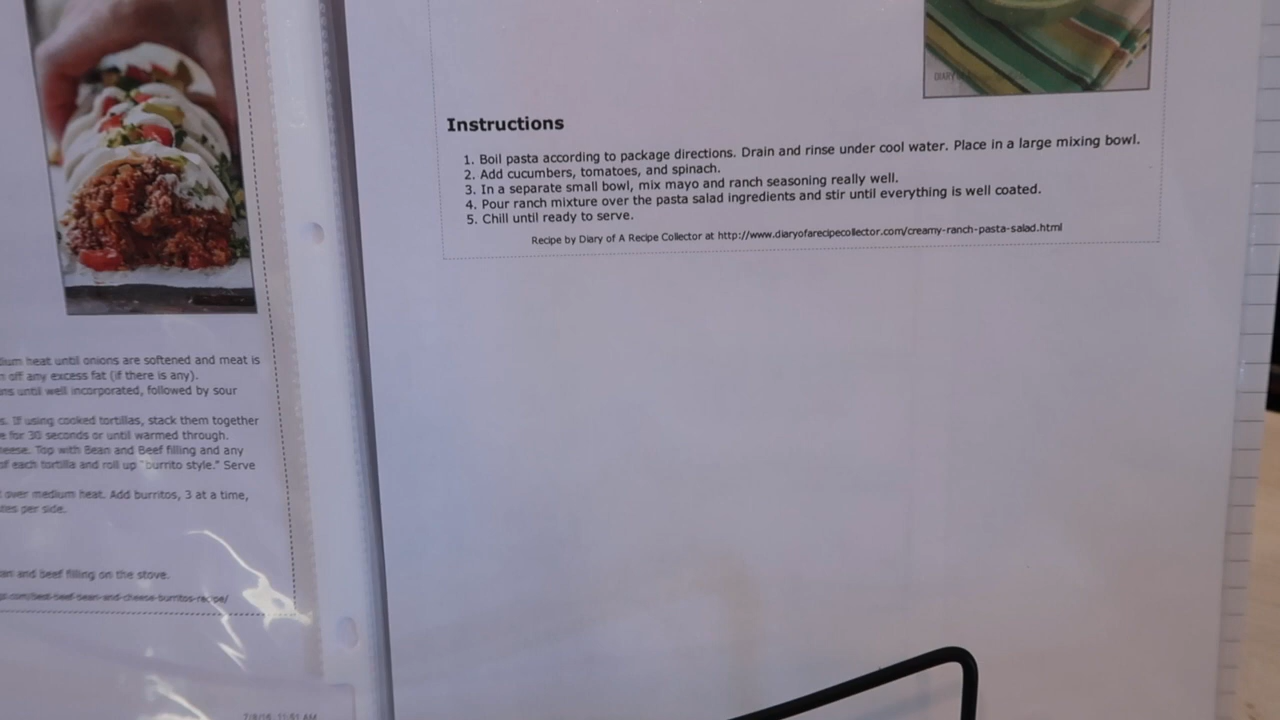 DIARY
Instructions
1. Boil pasta according to package directions. Drain and rinse under cool water. Place in a large mixing bowl.
2. Add cucumbers, tomatoes, and spinach.
3. In a separate small bowl, mix mayo and ranch seasoning really well.
4. Pour ranch mixture over the pasta salad ingredients and stir until everything is well coated.
5. Chill until ready to serve.
Recipe by Diary of A Recipe Collector at http://www.diaryofarecipecollector.com/creamy-ranch-pasta-salad.html
heat until onions are softened and meat is
off any excess fat (if there is any).
until well incorporated, followed by sour
If using cooked tortillas, stack them together
for 30 seconds or until warmed through.
Top with Bean and Beef filling and any
of each tortilla and roll up "burrito style." Serve
over medium heat. Add burritos, 3 at a time,
per side.
and beef filling on the stove.
7/8/16, 11:51 AM